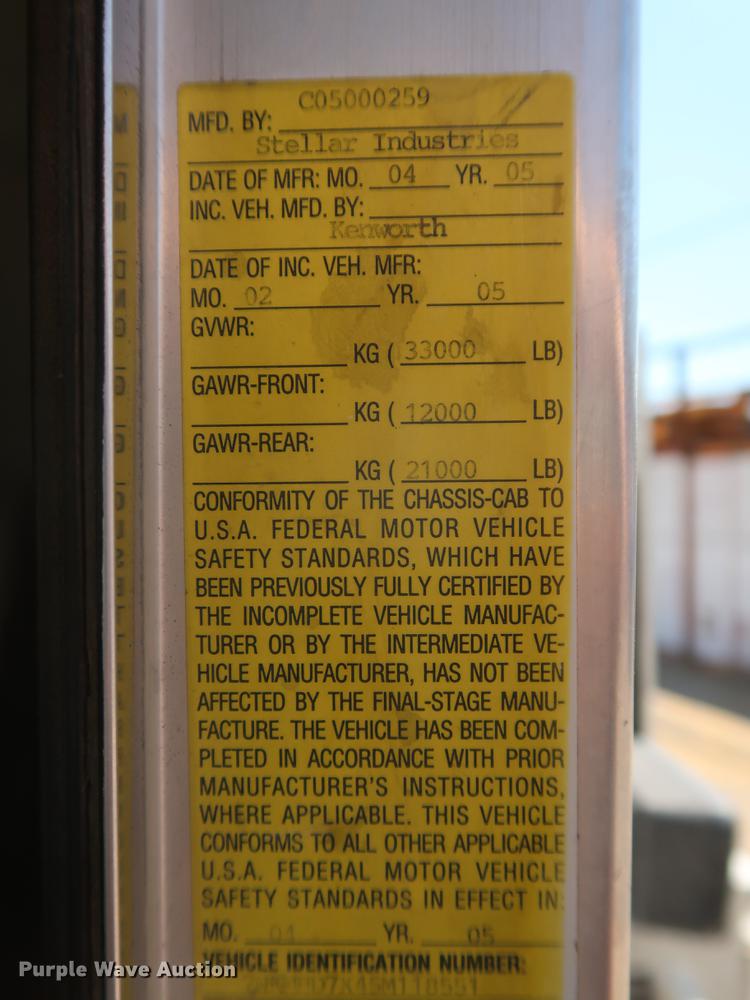 C05000259
MFD. BY:
Stellar Industries
DATE OF MFR: MO. 04 YR. 05
INC. VEH. MFD. BY:
Kenworth
DATE OF INC. VEH. MFR:
MO. 02 YR. 05
GVWR:
KG ( 33000 LB)
GAWR-FRONT:
KG ( 12000 LB)
GAWR-REAR:
KG ( 21000 LB)
CONFORMITY OF THE CHASSIS-CAB TO
U.S.A. FEDERAL MOTOR VEHICLE
SAFETY STANDARDS, WHICH HAVE
BEEN PREVIOUSLY FULLY CERTIFIED BY
THE INCOMPLETE VEHICLE MANUFAC-
TURER OR BY THE INTERMEDIATE VE-
HICLE MANUFACTURER, HAS NOT BEEN
AFFECTED BY THE FINAL-STAGE MANU-
FACTURE. THE VEHICLE HAS BEEN COM-
PLETED IN ACCORDANCE WITH PRIOR
MANUFACTURER'S INSTRUCTIONS,
WHERE APPLICABLE. THIS VEHICLE
CONFORMS TO ALL OTHER APPLICABLE
U.S.A. FEDERAL MOTOR VEHICLE
SAFETY STANDARDS IN EFFECT IN:
MO. 04 YR. 05
VEHICLE IDENTIFICATION NUMBER:
Purple Wave Auction